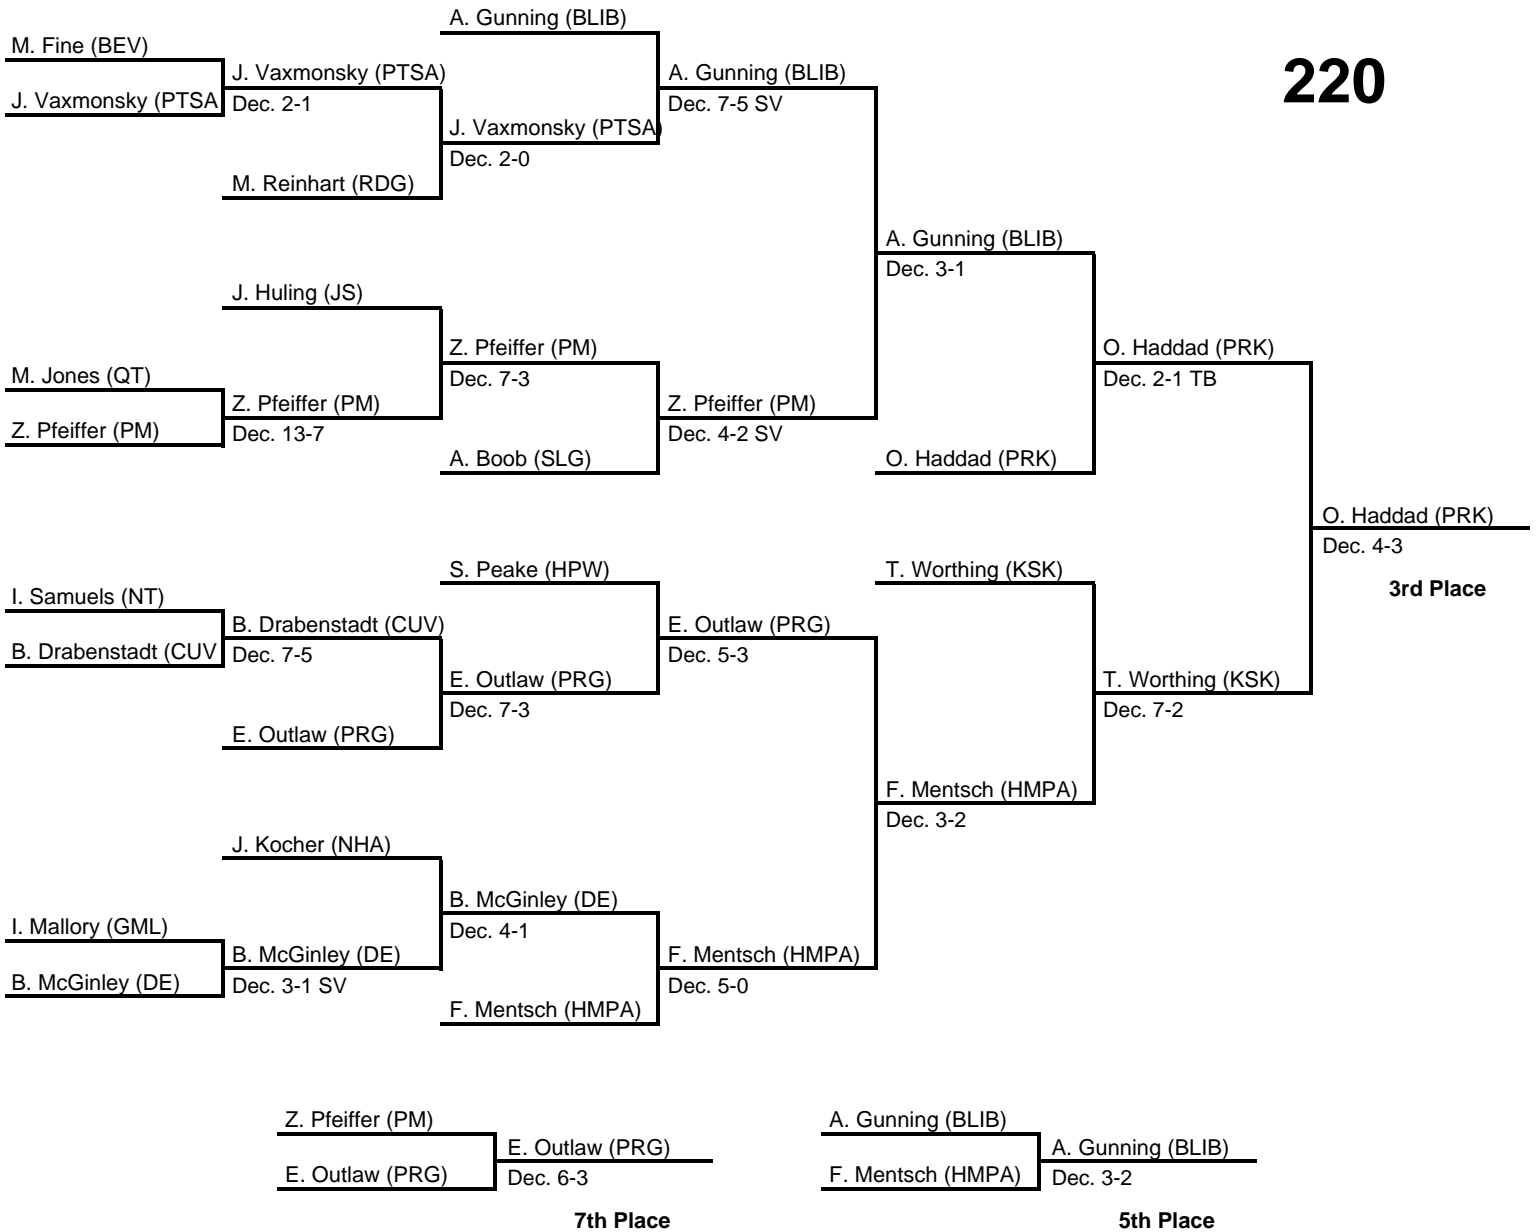 A. Gunning (BLIB)
M. Fine (BEV)
220
J. Vaxmonsky (PTSA)
A. Gunning (BLIB)
J. Vaxmonsky (PTSA
Dec. 2-1
Dec. 7-5 SV
J. Vaxmonsky (PTSA)
Dec. 2-0
M. Reinhart (RDG)
A. Gunning (BLIB)
Dec. 3-1
J. Huling (JS)
Z. Pfeiffer (PM)
O. Haddad (PRK)
M. Jones (QT)
Dec. 7-3
Dec. 2-1 TB
Z. Pfeiffer (PM)
Z. Pfeiffer (PM)
Z. Pfeiffer (PM)
Dec. 13-7
Dec. 4-2 SV
A. Boob (SLG)
O. Haddad (PRK)
O. Haddad (PRK)
Dec. 4-3
S. Peake (HPW)
T. Worthing (KSK)
3rd Place
I. Samuels (NT)
B. Drabenstadt (CUV)
E. Outlaw (PRG)
B. Drabenstadt (CUV
Dec. 7-5
Dec. 5-3
E. Outlaw (PRG)
T. Worthing (KSK)
Dec. 7-3
Dec. 7-2
E. Outlaw (PRG)
F. Mentsch (HMPA)
Dec. 3-2
J. Kocher (NHA)
B. McGinley (DE)
I. Mallory (GML)
Dec. 4-1
B. McGinley (DE)
F. Mentsch (HMPA)
B. McGinley (DE)
Dec. 3-1 SV
Dec. 5-0
F. Mentsch (HMPA)
Z. Pfeiffer (PM)
A. Gunning (BLIB)
E. Outlaw (PRG)
A. Gunning (BLIB)
E. Outlaw (PRG)
Dec. 6-3
F. Mentsch (HMPA)
Dec. 3-2
7th Place
5th Place